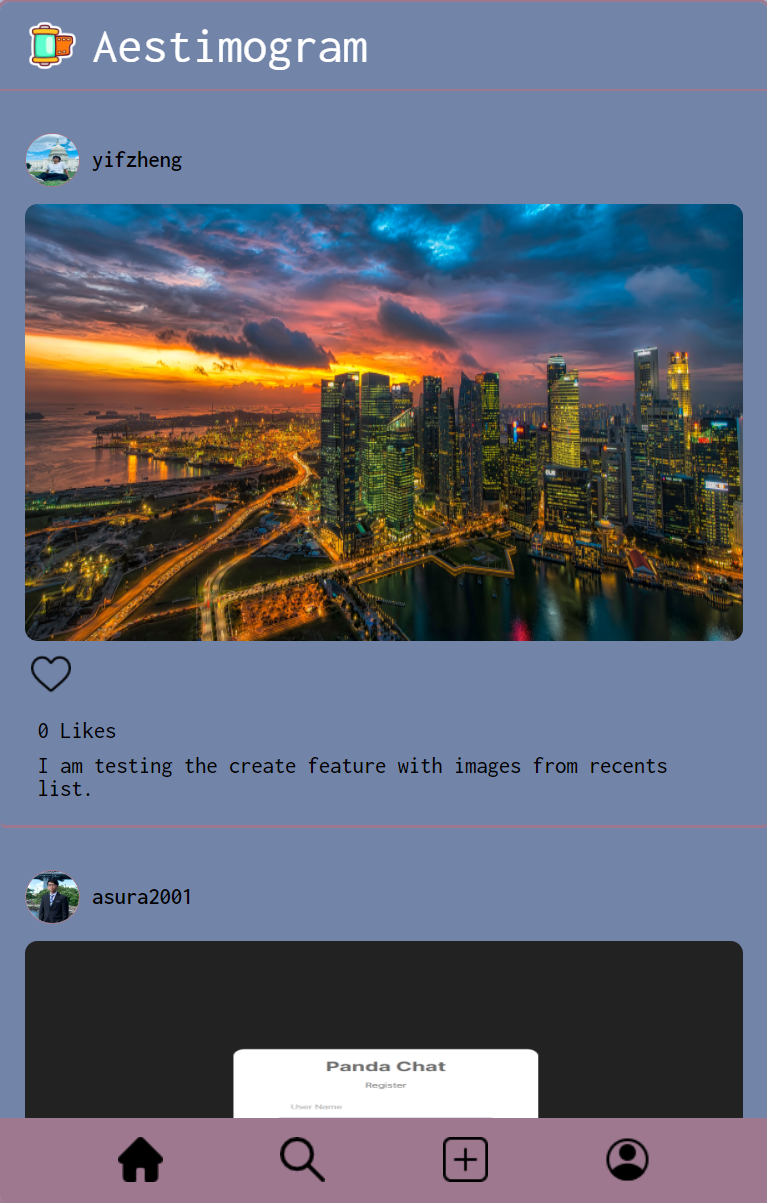 Aestimogram
yifzheng
0 Likes
I am testing the create feature with images from recents
list.
asura2001
Panda Chat
Register
User Name